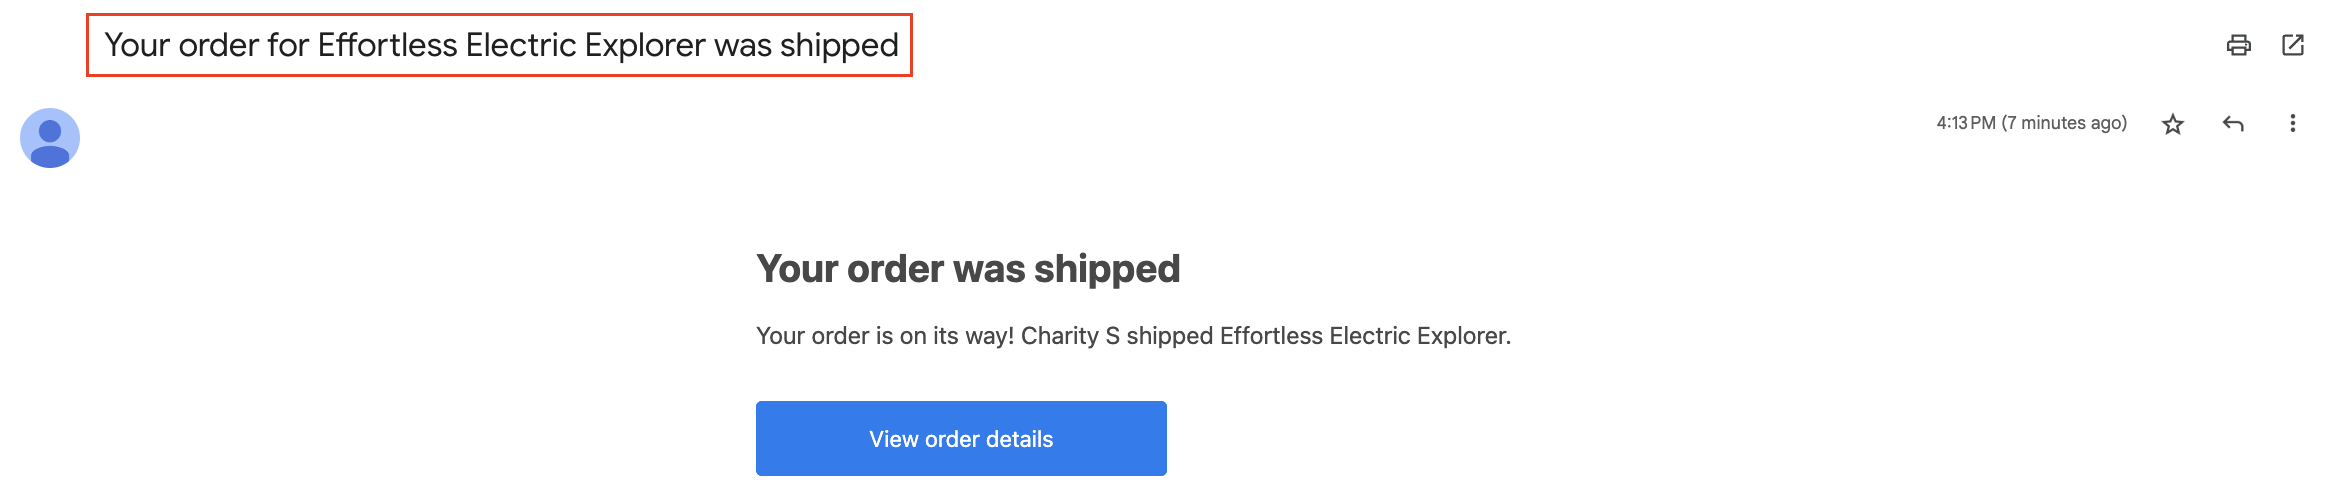 Your order for Effortless Electric Explorer was shipped
4:13 PM (7 minutes ago)
Your order was shipped
Your order is on its way! Charity S shipped Effortless Electric Explorer.
View order details